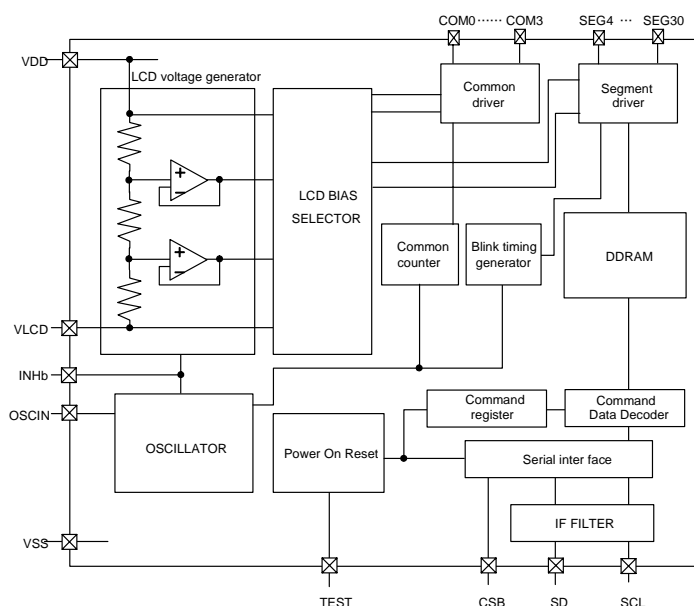 COM0 ······ COM3 SEG4 ··· SEG30
VDD
LCD voltage generator
Common
driver
Segment
driver
+
−
LCD BIAS
SELECTOR
+
−
Common
counter
Blink timing
generator
DDRAM
VLCD
INHb
OSCIN
OSCILLATOR
Power On Reset
Command
register
Command
Data Decoder
Serial inter face
IF FILTER
VSS
TEST CSB SD SCL